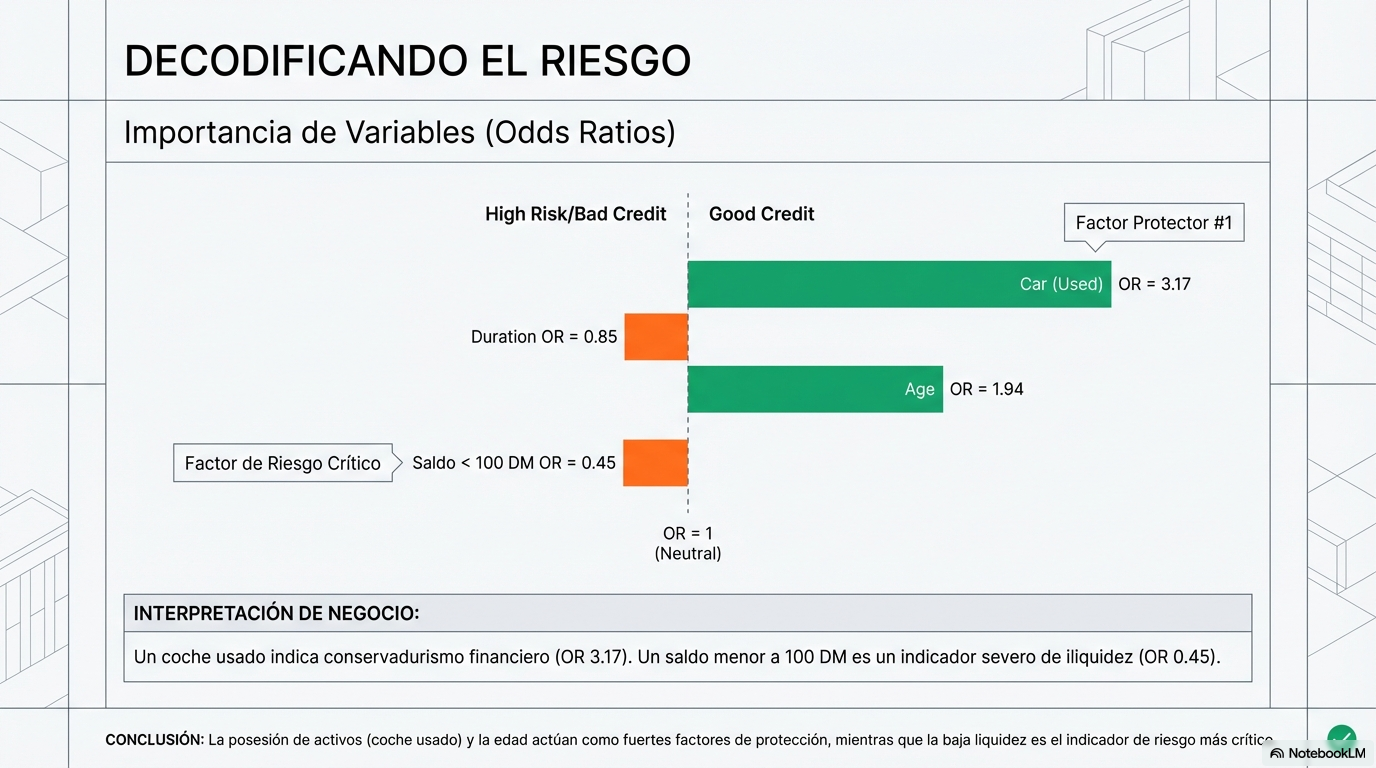 DECODIFICANDO EL RIESGO
Importancia de Variables (Odds Ratios)
High Risk/Bad Credit
Good Credit
Factor Protector #1
Car (Used) OR = 3.17
Duration OR = 0.85
Age OR = 1.94
Factor de Riesgo Crítico
Saldo < 100 DM OR = 0.45
OR = 1
(Neutral)
INTERPRETACIÓN DE NEGOCIO:
Un coche usado indica conservadurismo financiero (OR 3.17). Un saldo menor a 100 DM es un indicador severo de iliquidez (OR 0.45).
CONCLUSIÓN: La posesión de activos (coche usado) y la edad actúan como fuertes factores de protección, mientras que la baja liquidez es el indicador de riesgo más crítico
NotebookLM